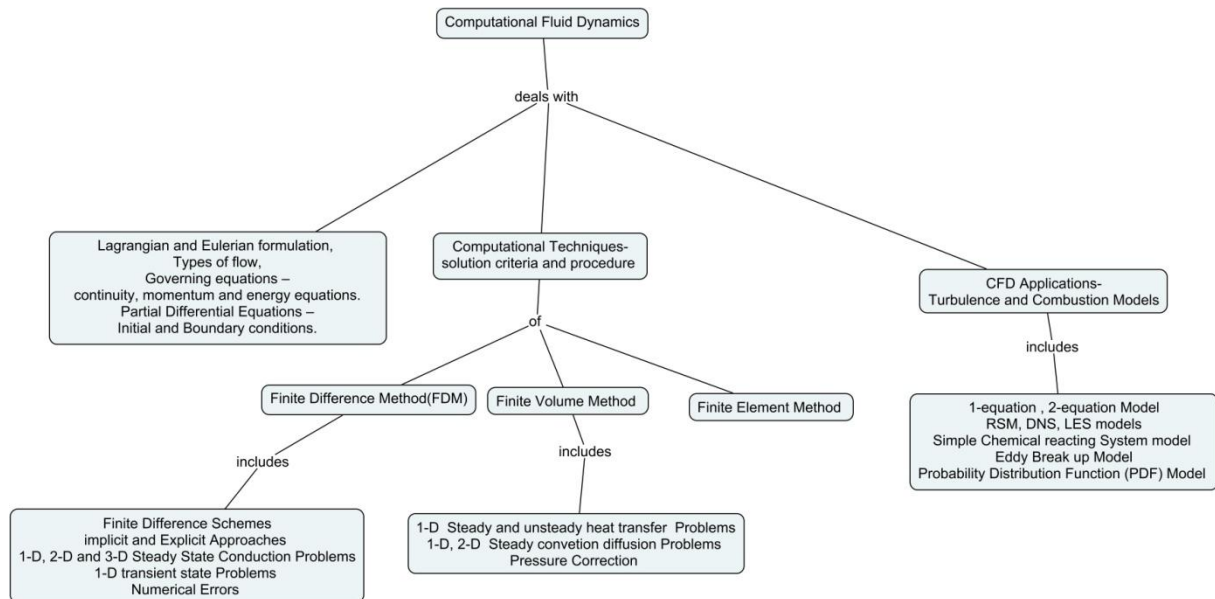 Computational Fluid Dynamics
deals with
Lagrangian and Eulerian formulation,
Types of flow,
Governing equations –
continuity, momentum and energy equations.
Partial Differential Equations –
Initial and Boundary conditions.
Computational Techniques-
solution criteria and procedure
CFD Applications-
Turbulence and Combustion Models
of
includes
Finite Difference Method(FDM)
Finite Volume Method
Finite Element Method
1-equation , 2-equation Model
RSM, DNS, LES models
Simple Chemical reacting System model
Eddy Break up Model
Probability Distribution Function (PDF) Model
includes
includes
Finite Difference Schemes
implicit and Explicit Approaches
1-D, 2-D and 3-D Steady State Conduction Problems
1-D transient state Problems
Numerical Errors
1-D Steady and unsteady heat transfer Problems
1-D, 2-D Steady convetion diffusion Problems
Pressure Correction